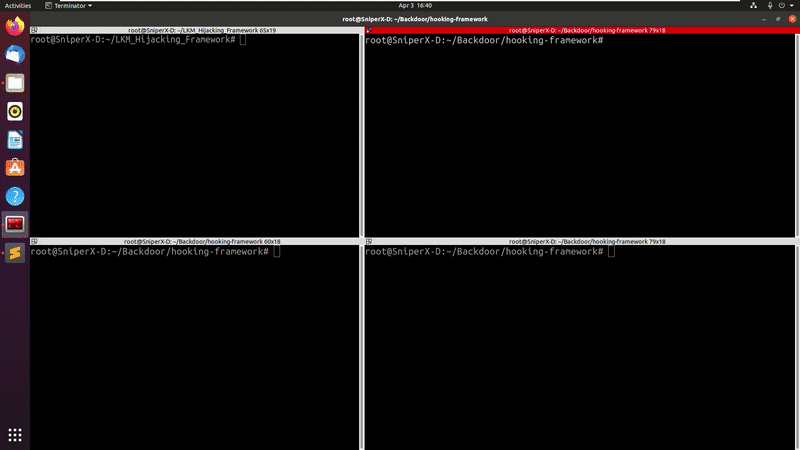 Activities Terminator Apr 3 16:40
root@SniperX-D: ~/Backdoor/hooking-framework
root@SniperX-D: ~/LKM_Hijacking_Framework 65x19
root@SniperX-D: ~/Backdoor/hooking-framework 79x18
root@SniperX-D:~/LKM_Hijacking_Framework#
root@SniperX-D:~/Backdoor/hooking-framework#
root@SniperX-D: ~/Backdoor/hooking-framework 60x18
root@SniperX-D: ~/Backdoor/hooking-framework 79x18
root@SniperX-D:~/Backdoor/hooking-framework#
root@SniperX-D:~/Backdoor/hooking-framework#